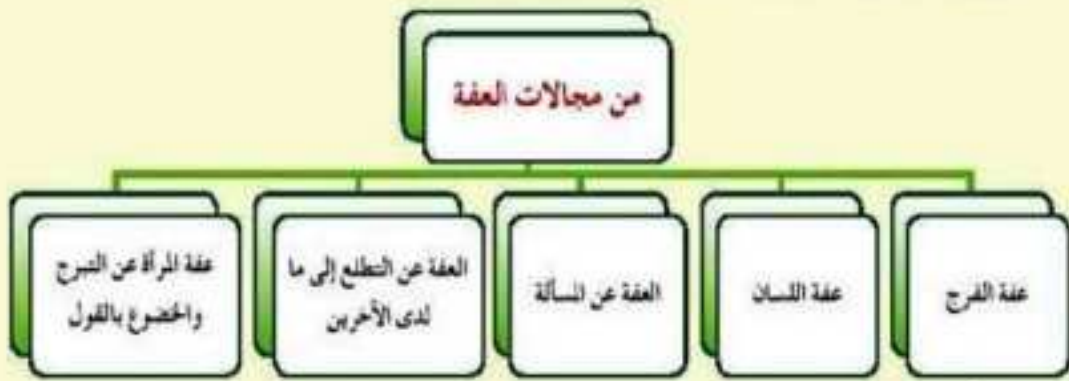 من مجالات العفة
عفة الفرج
عفة اللسان
العفة عن المسألة
العفة عن التطلع إلى ما
لدى الآخرين
عفة المرأة عن التبرج
والخضوع بالقول